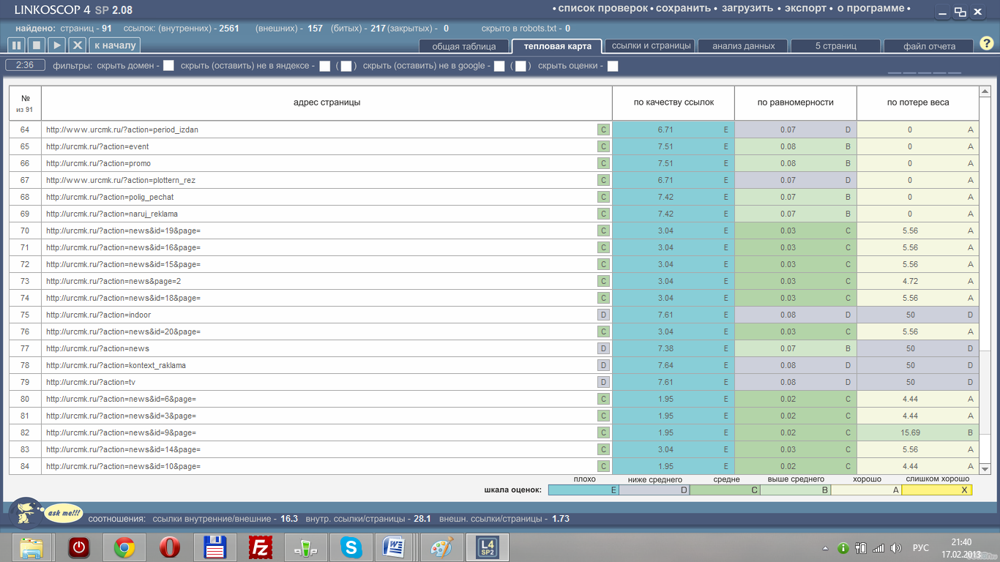 LINKOSCOP 4 SP 2.08
• список проверок • сохранить • загрузить • экспорт • о программе •
найдено: страниц - 91 ссылок: (внутренних) - 2561 (внешних) - 157 (битых) - 217 (закрытых) - 0 скрыто в robots.txt - 0
к началу
общая таблица тепловая карта ссылки и страницы анализ данных 5 страниц файл отчета ?
2:36 фильтры: скрыть домен - скрыть (оставить) не в яндексе - ( ) скрыть (оставить) не в google - ( ) скрыть оценки -
№ из 91 адрес страницы по качеству ссылок по равномерности по потере веса
64 http://www.urcmk.ru/?action=period_izdan C 6.71 E 0.07 D 0 A
65 http://urcmk.ru/?action=event C 7.51 E 0.08 B 0 A
66 http://urcmk.ru/?action=promo C 7.51 E 0.08 B 0 A
67 http://www.urcmk.ru/?action=plottern_rez C 6.71 E 0.07 D 0 A
68 http://urcmk.ru/?action=polig_pechat C 7.42 E 0.07 B 0 A
69 http://urcmk.ru/?action=naruj_reklama C 7.42 E 0.07 B 0 A
70 http://urcmk.ru/?action=news&id=19&page= C 3.04 E 0.03 C 5.56 A
71 http://urcmk.ru/?action=news&id=16&page= C 3.04 E 0.03 C 5.56 A
72 http://urcmk.ru/?action=news&id=15&page= C 3.04 E 0.03 C 5.56 A
73 http://urcmk.ru/?action=news&page=2 C 3.04 E 0.03 C 4.72 A
74 http://urcmk.ru/?action=news&id=18&page= C 3.04 E 0.03 C 5.56 A
75 http://urcmk.ru/?action=indoor D 7.61 E 0.08 D 50 D
76 http://urcmk.ru/?action=news&id=20&page= C 3.04 E 0.03 C 5.56 A
77 http://urcmk.ru/?action=news D 7.38 E 0.07 B 50 D
78 http://urcmk.ru/?action=kontext_raklama D 7.64 E 0.08 D 50 D
79 http://urcmk.ru/?action=tv D 7.61 E 0.08 D 50 D
80 http://urcmk.ru/?action=news&id=6&page= C 1.95 E 0.02 C 4.44 A
81 http://urcmk.ru/?action=news&id=3&page= C 1.95 E 0.02 C 4.44 A
82 http://urcmk.ru/?action=news&id=9&page= C 1.95 E 0.02 C 15.69 B
83 http://urcmk.ru/?action=news&id=14&page= C 3.04 E 0.03 C 5.56 A
84 http://urcmk.ru/?action=news&id=10&page= C 1.95 E 0.02 C 4.44 A
плохо ниже среднего средне выше среднего хорошо слишком хорошо
шкала оценок: E D C B A X
ask me!!!
соотношения: ссылки внутренние/внешние - 16.3 внутр. ссылки/страницы - 28.1 внешн. ссылки/страницы - 1.73
L4 SP2
РУС
21:40
17.02.2013